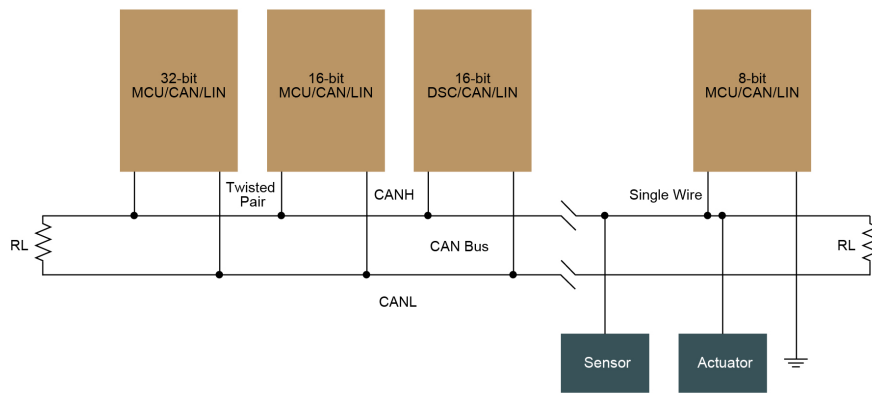 32-bit
MCU/CAN/LIN
16-bit
MCU/CAN/LIN
16-bit
DSC/CAN/LIN
8-bit
MCU/CAN/LIN
Twisted
Pair
CANH
Single Wire
RL
CAN Bus
RL
CANL
Sensor
Actuator